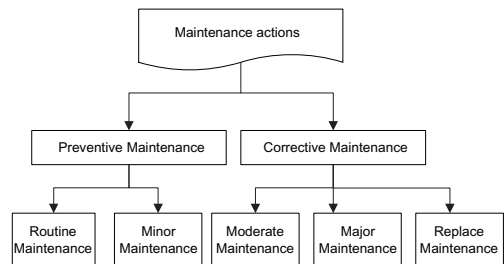 Maintenance actions
Preventive Maintenance
Corrective Maintenance
Routine
Maintenance
Minor
Maintenance
Moderate
Maintenance
Major
Maintenance
Replace
Maintenance